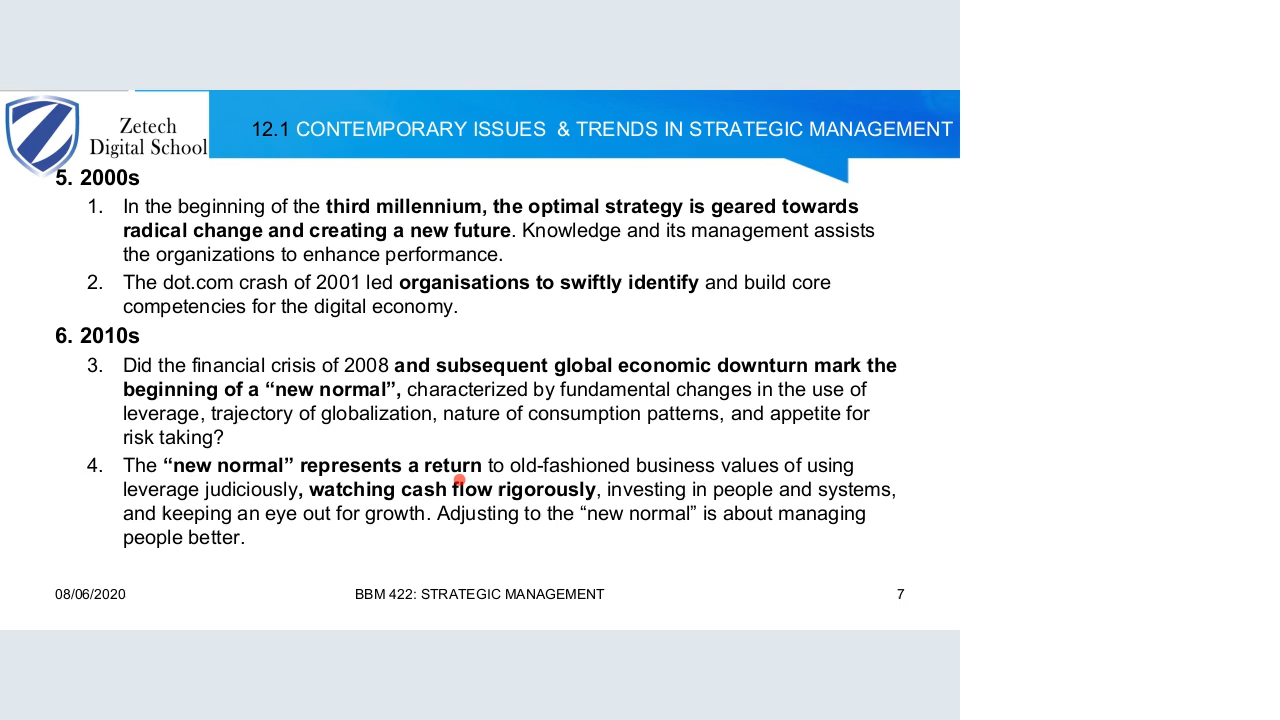 Zetech
Digital School
12.1 CONTEMPORARY ISSUES & TRENDS IN STRATEGIC MANAGEMENT
5. 2000s
1. In the beginning of the third millennium, the optimal strategy is geared towards
radical change and creating a new future. Knowledge and its management assists
the organizations to enhance performance.
2. The dot.com crash of 2001 led organisations to swiftly identify and build core
competencies for the digital economy.
6. 2010s
3. Did the financial crisis of 2008 and subsequent global economic downturn mark the
beginning of a “new normal”, characterized by fundamental changes in the use of
leverage, trajectory of globalization, nature of consumption patterns, and appetite for
risk taking?
4. The “new normal” represents a return to old-fashioned business values of using
leverage judiciously, watching cash flow rigorously, investing in people and systems,
and keeping an eye out for growth. Adjusting to the “new normal” is about managing
people better.
08/06/2020 BBM 422: STRATEGIC MANAGEMENT 7